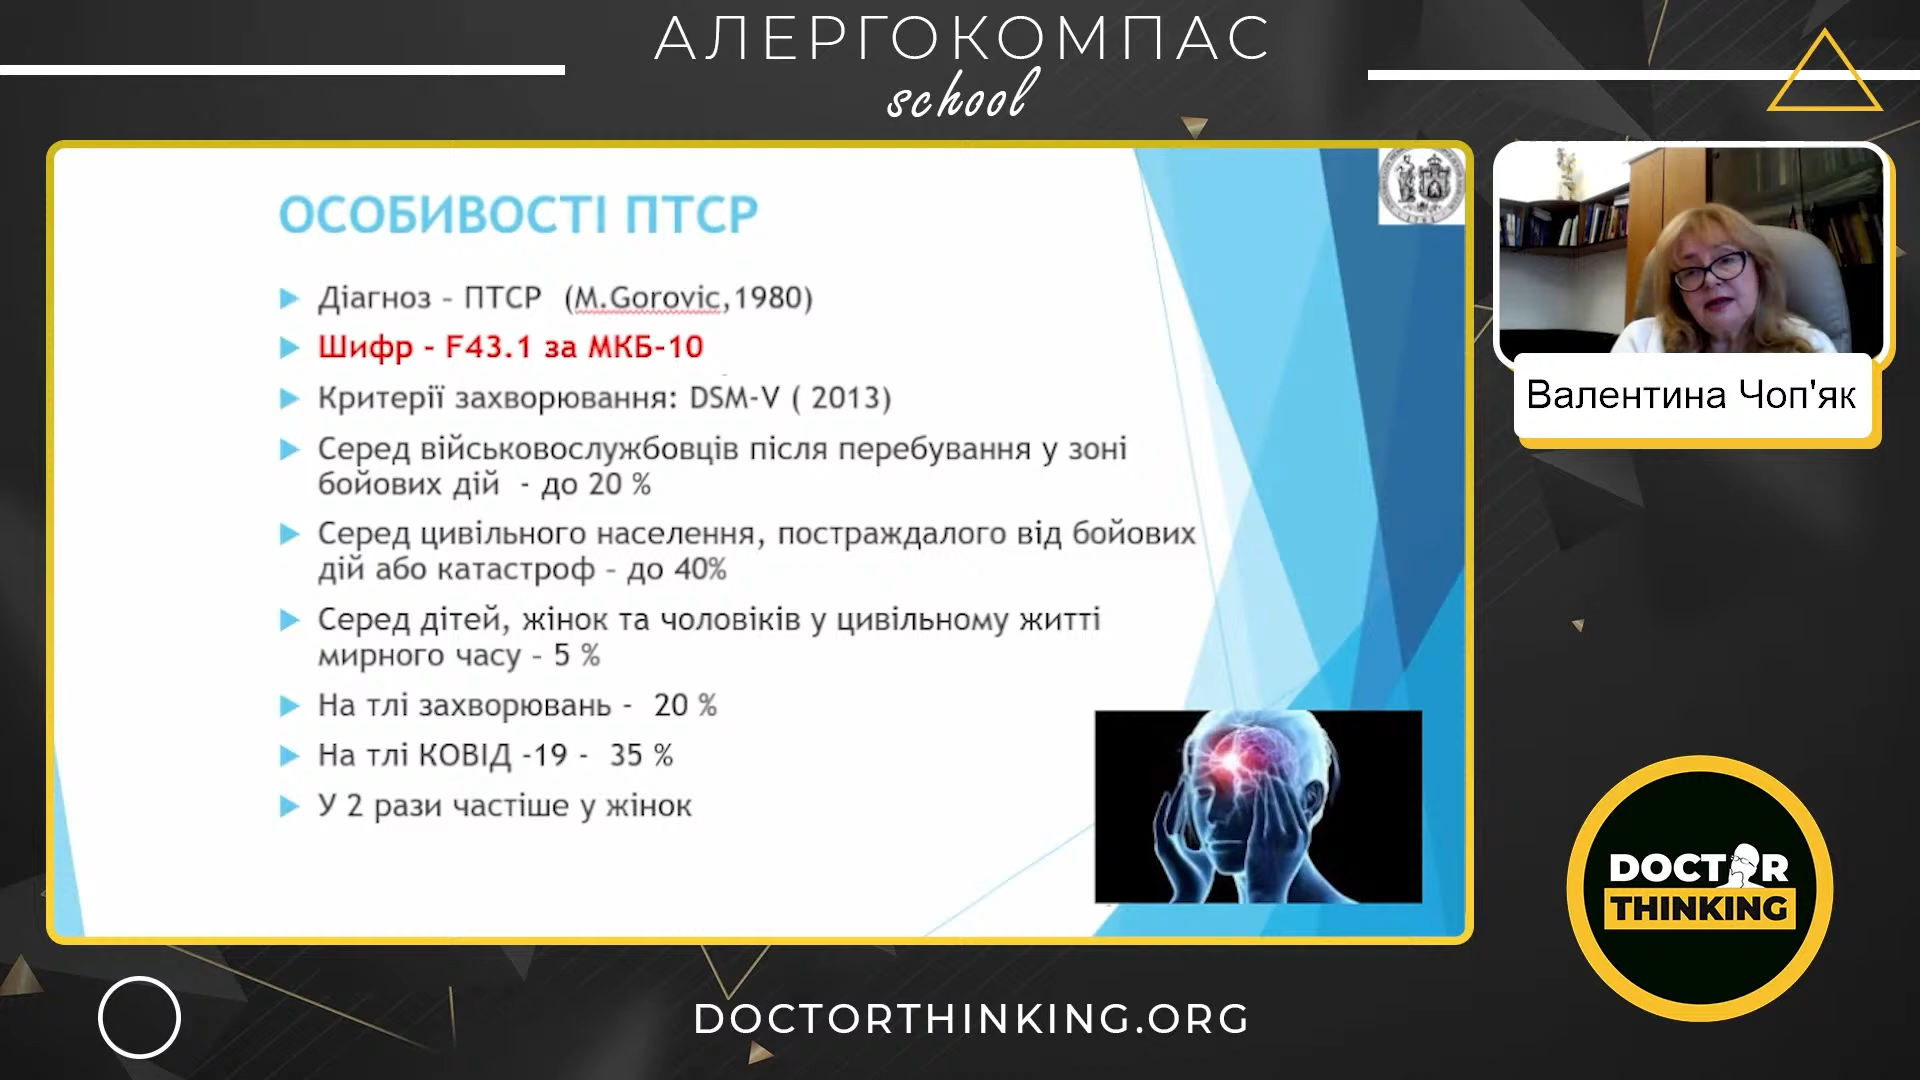 АЛЕРГОКОМПАС
school
ОСОБИВОСТІ ПТСР
Діагноз – ПТСР (M.Gorovic,1980)
Шифр – F43.1 за МКБ-10
Критерії захворювання: DSM-V ( 2013)
Серед військовослужбовців після перебування у зоні
бойових дій - до 20 %
Серед цивільного населення, постраждалого від бойових
дій або катастроф – до 40%
Серед дітей, жінок та чоловіків у цивільному житті
мирного часу – 5 %
На тлі захворювань - 20 %
На тлі КОВІД -19 - 35 %
У 2 рази частіше у жінок
Валентина Чоп'як
DOCTOR
THINKING
DOCTORTHINKING.ORG